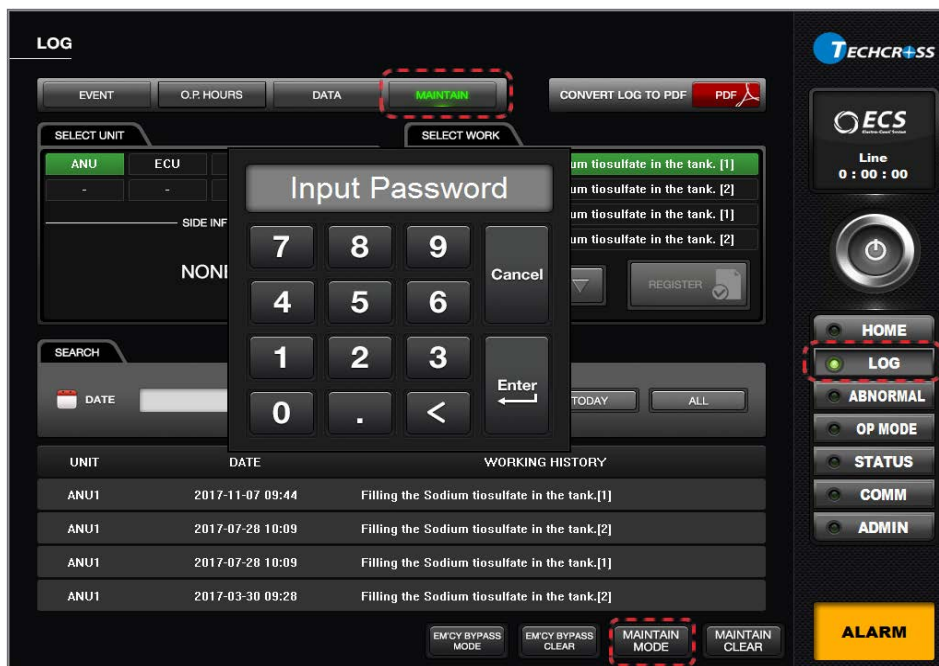 LOG
TECHCROSS
EVENT O.P. HOURS DATA MAINTAIN CONVERT LOG TO PDF PDF
ECS
Line
0 : 00 : 00
SELECT UNIT SELECT WORK
ANU ECU um tiosulfate in the tank. [1]
- - um tiosulfate in the tank. [2]
SIDE INF um tiosulfate in the tank. [1]
um tiosulfate in the tank. [2]
NONE
REGISTER
Input Password
7 8 9 Cancel
4 5 6
1 2 3 Enter
0 . <
SEARCH
DATE TODAY ALL
UNIT DATE WORKING HISTORY
ANU1 2017-11-07 09:44 Filling the Sodium tiosulfate in the tank.[1]
ANU1 2017-07-28 10:09 Filling the Sodium tiosulfate in the tank.[2]
ANU1 2017-07-28 10:09 Filling the Sodium tiosulfate in the tank.[1]
ANU1 2017-03-30 09:28 Filling the Sodium tiosulfate in the tank.[2]
EM'CY BYPASS MODE EM'CY BYPASS CLEAR MAINTAIN MODE MAINTAIN CLEAR
HOME
LOG
ABNORMAL
OP MODE
STATUS
COMM
ADMIN
ALARM